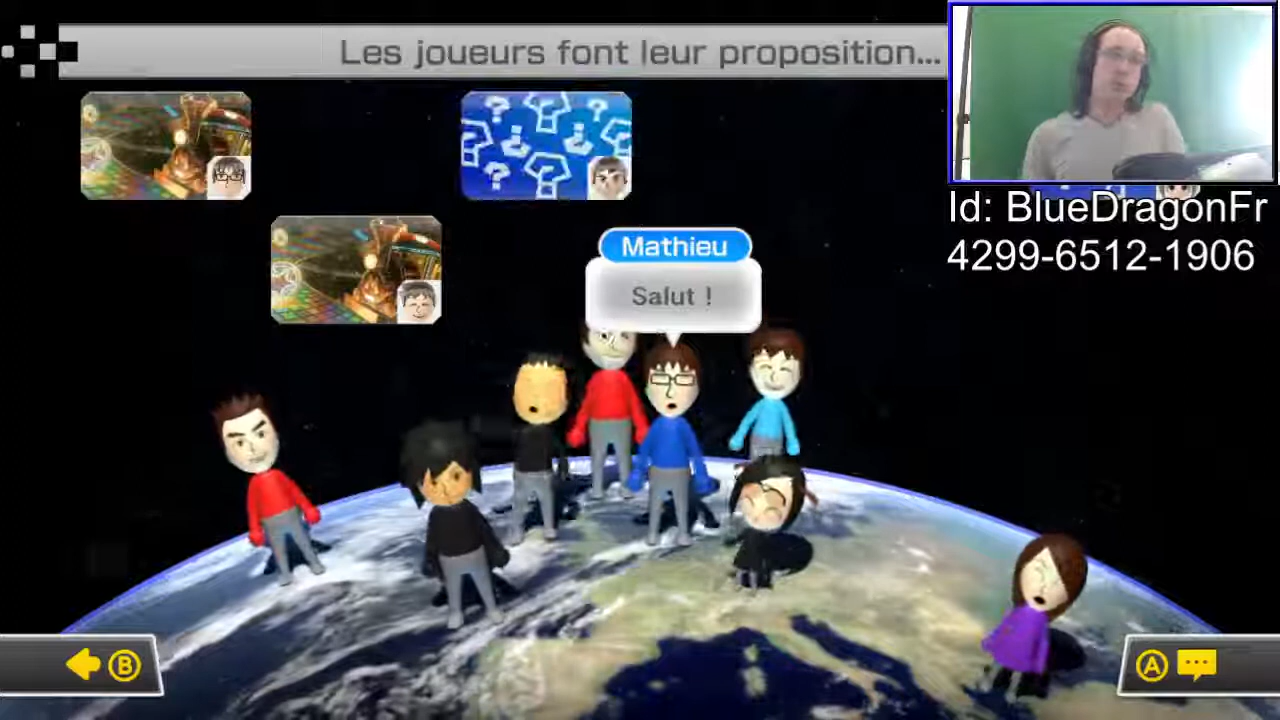 Les joueurs font leur proposition...
Id: BlueDragonFr
4299-6512-1906
Mathieu
Salut !
B
A